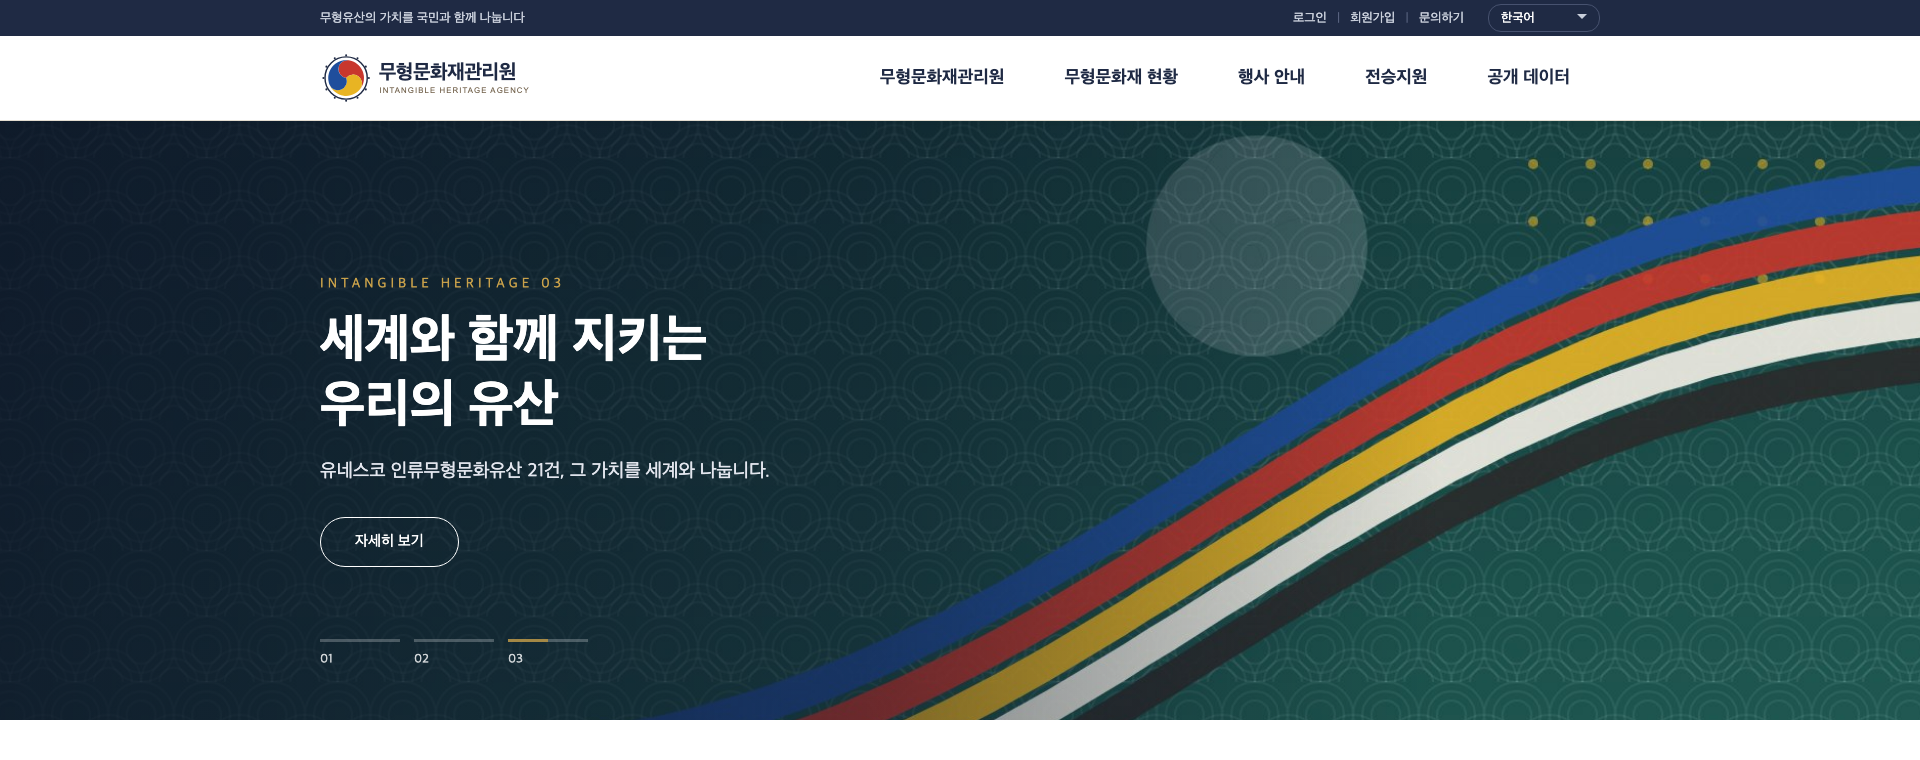 무형유산의 가치를 국민과 함께 나눕니다
로그인 | 회원가입 | 문의하기
한국어
무형문화재관리원
INTANGIBLE HERITAGE AGENCY
무형문화재관리원
무형문화재 현황
행사 안내
전승지원
공개 데이터
INTANGIBLE HERITAGE 03
세계와 함께 지키는
우리의 유산
유네스코 인류무형문화유산 21건, 그 가치를 세계와 나눕니다.
자세히 보기
01
02
03